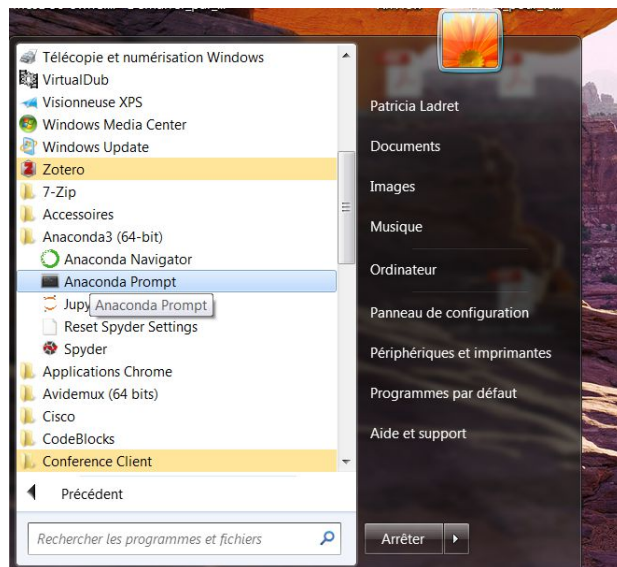 Télécopie et numérisation Windows
VirtualDub
Visionneuse XPS
Windows Media Center
Windows Update
Zotero
7-Zip
Accessoires
Anaconda3 (64-bit)
Anaconda Navigator
Anaconda Prompt
Jupy
Anaconda Prompt
Reset Spyder Settings
Spyder
Applications Chrome
Avidemux (64 bits)
Cisco
CodeBlocks
Conference Client
Précédent
Rechercher les programmes et fichiers
Patricia Ladret
Documents
Images
Musique
Ordinateur
Panneau de configuration
Périphériques et imprimantes
Programmes par défaut
Aide et support
Arrêter